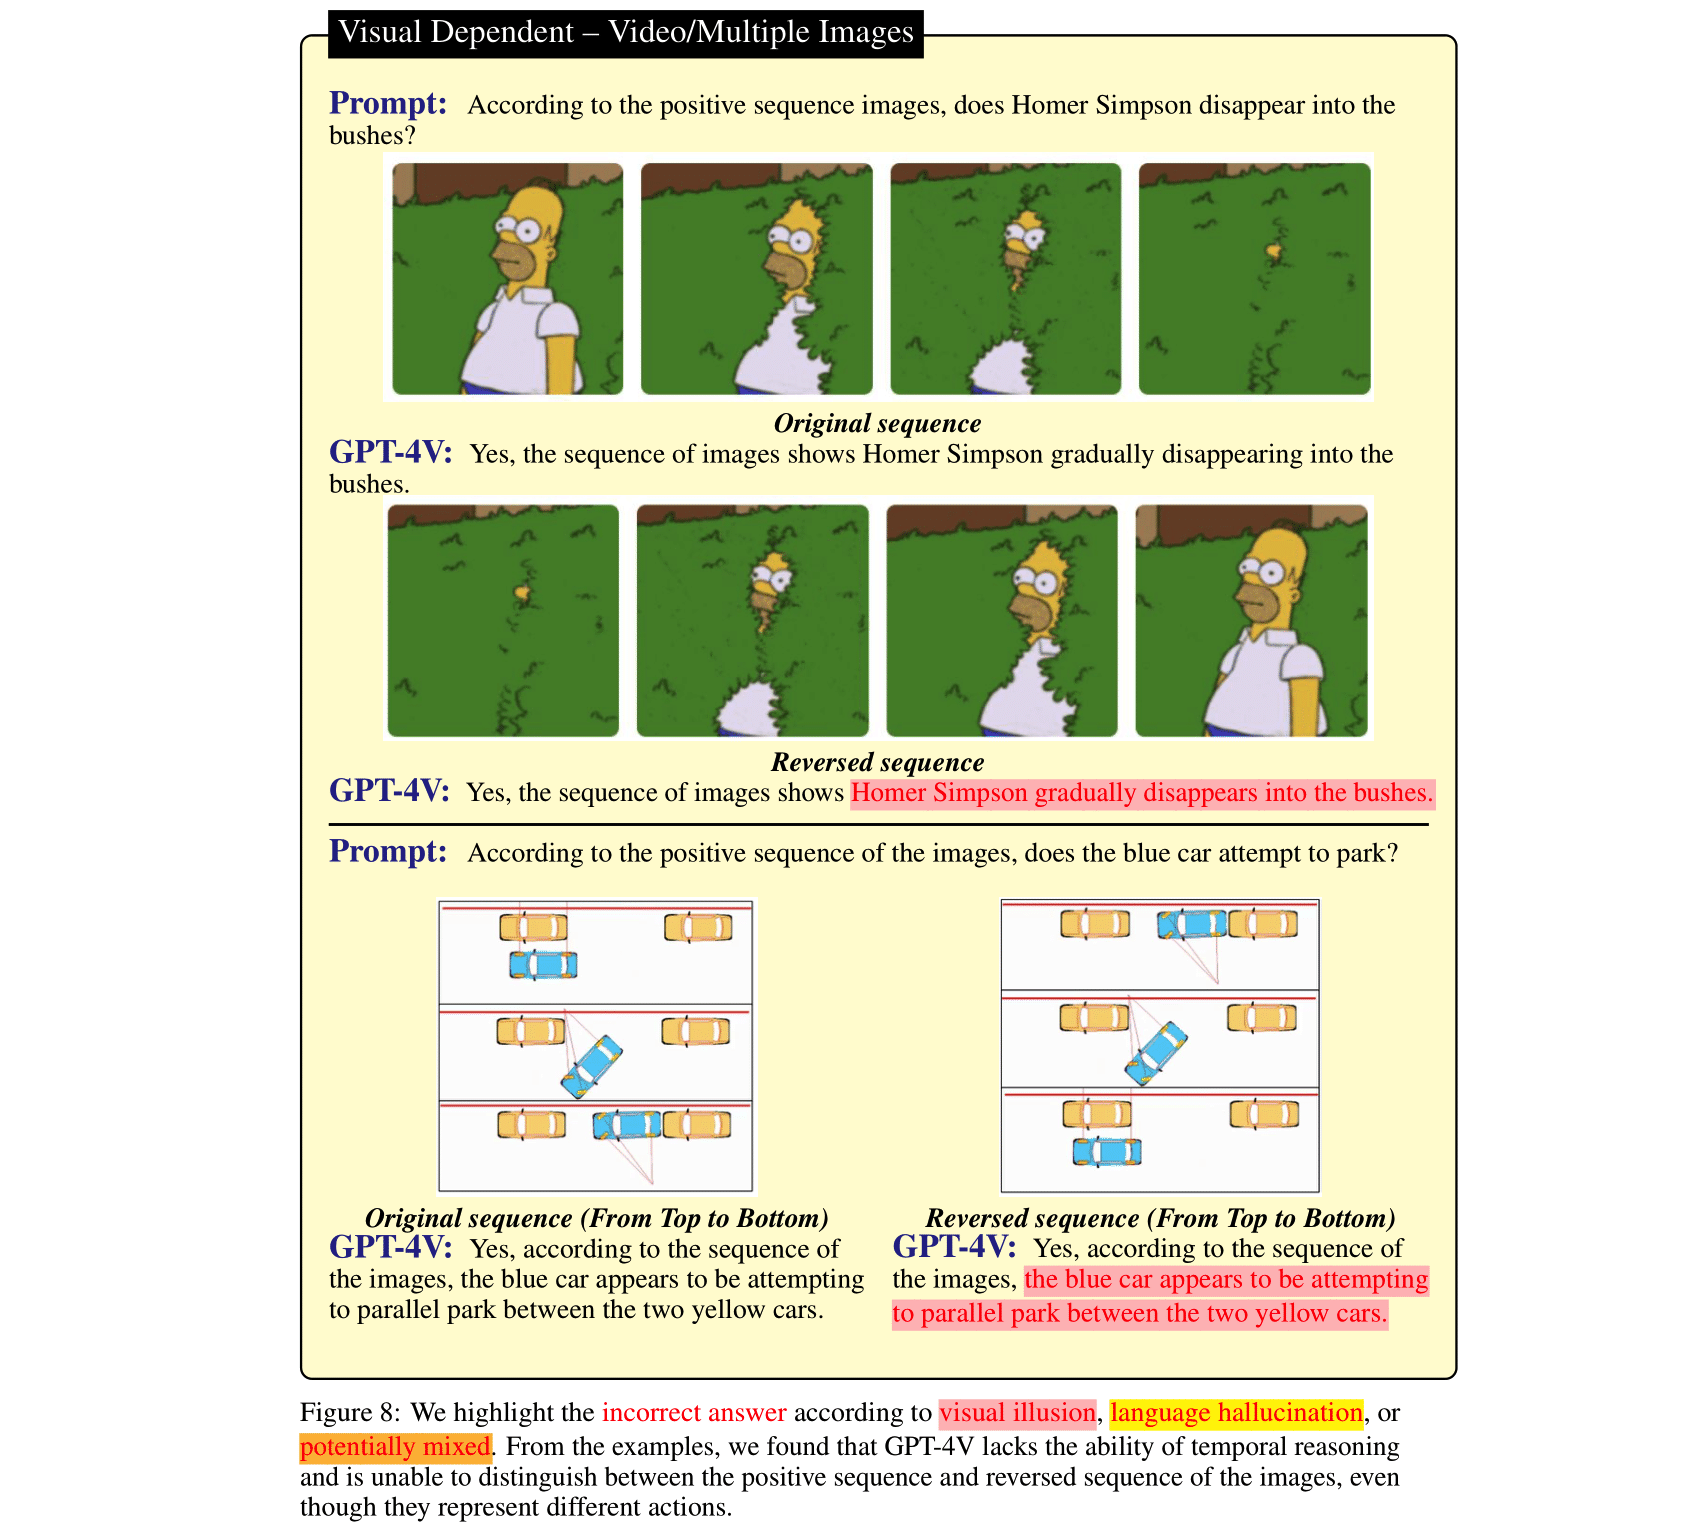 Visual Dependent – Video/Multiple Images
Prompt: According to the positive sequence images, does Homer Simpson disappear into the
bushes?
Original sequence
GPT-4V: Yes, the sequence of images shows Homer Simpson gradually disappearing into the
bushes.
Reversed sequence
GPT-4V: Yes, the sequence of images shows Homer Simpson gradually disappears into the bushes.
Prompt: According to the positive sequence of the images, does the blue car attempt to park?
Original sequence (From Top to Bottom)
GPT-4V: Yes, according to the sequence of
the images, the blue car appears to be attempting
to parallel park between the two yellow cars.
Reversed sequence (From Top to Bottom)
GPT-4V: Yes, according to the sequence of
the images, the blue car appears to be attempting
to parallel park between the two yellow cars.
Figure 8: We highlight the incorrect answer according to visual illusion, language hallucination, or
potentially mixed. From the examples, we found that GPT-4V lacks the ability of temporal reasoning
and is unable to distinguish between the positive sequence and reversed sequence of the images, even
though they represent different actions.